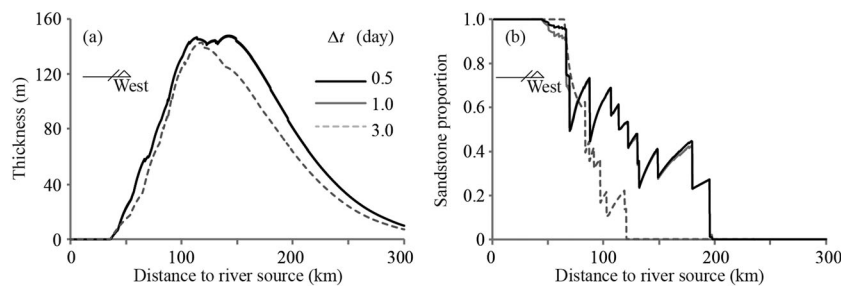 (a)
Δt (day)
0.5
1.0
3.0
West
Thickness (m)
160
120
80
40
0
0
100
200
300
Distance to river source (km)
(b)
West
Sandstone proportion
1.0
0.8
0.6
0.4
0.2
0
0
100
200
300
Distance to river source (km)